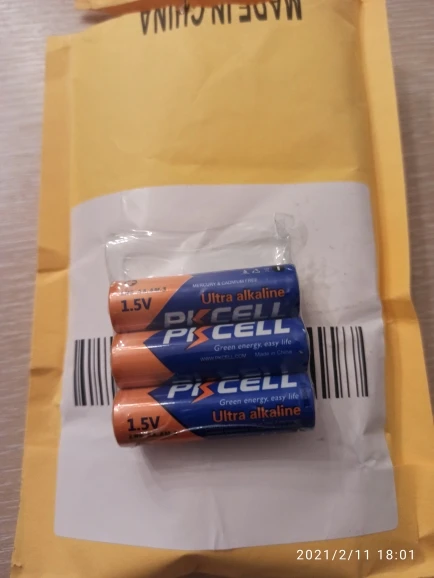 MADE IN CHINA
MERCURY & CADMIUM FREE
Ultra alkaline
1.5V
PKCELL
PKCELL
Green energy, easy life
WWW.PKCELL.COM Made in China
PKCELL
Green energy, easy life
1.5V
Ultra alkaline
2021/2/11 18:01